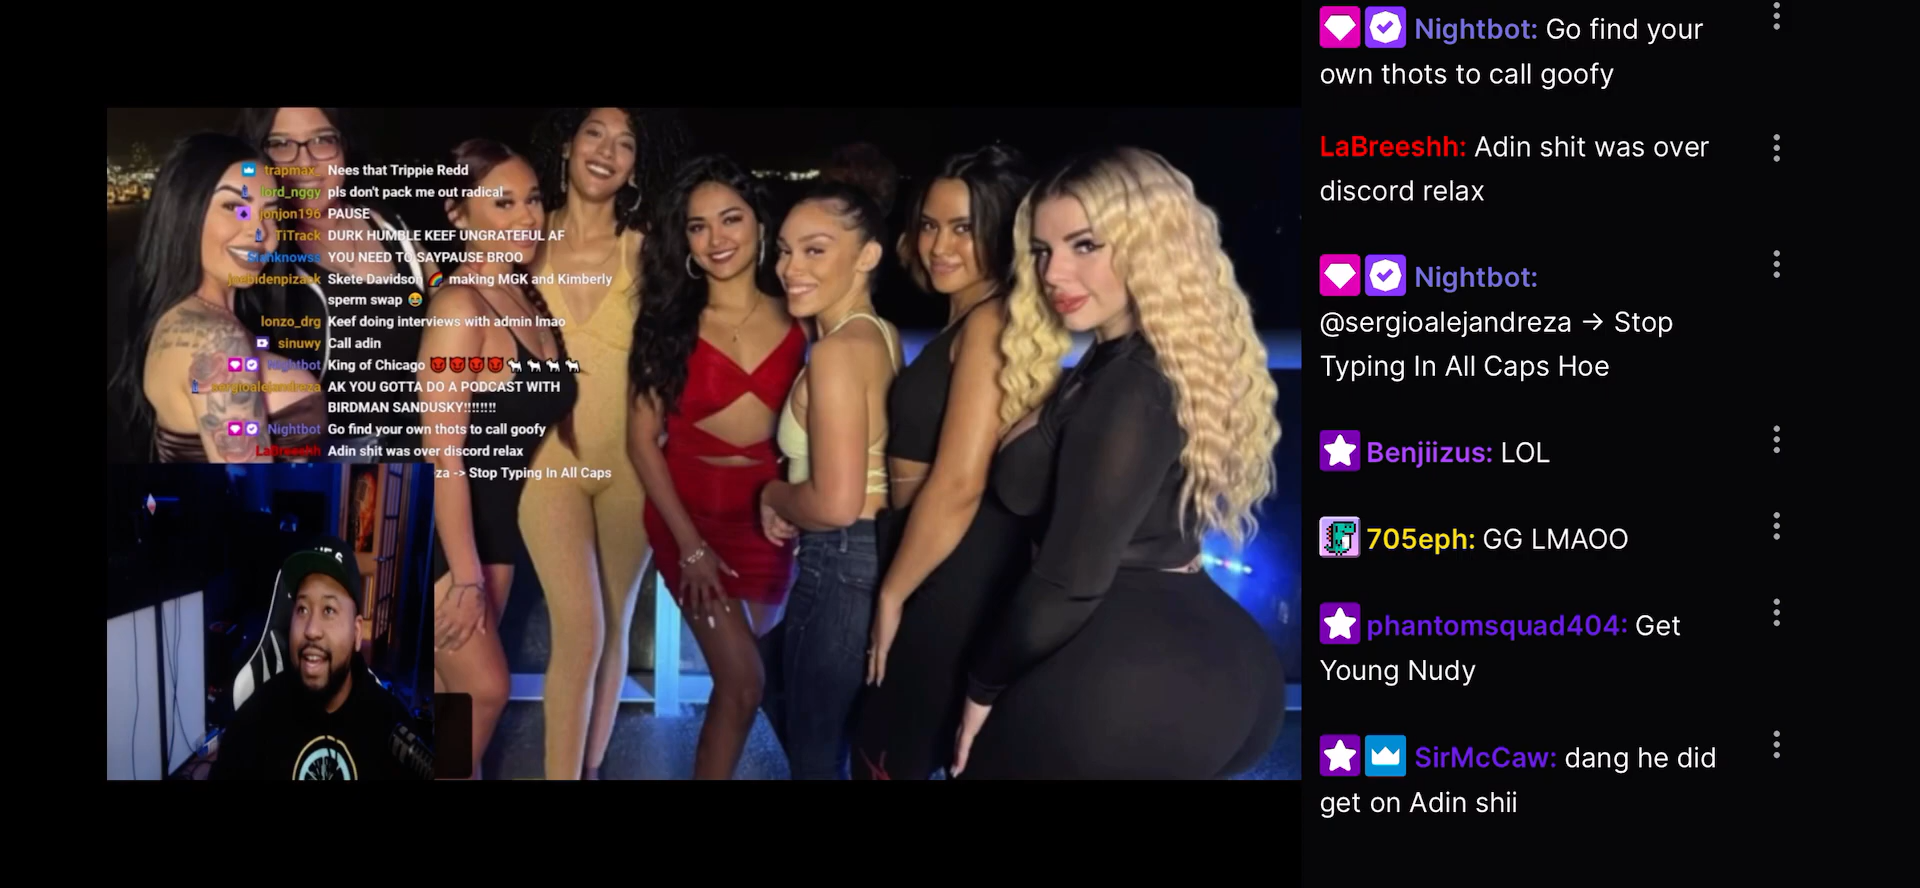 trapmax_ Nees that Trippie Redd
lord_nggy pls don't pack me out radical
jonjon196 PAUSE
TiTrack DURK HUMBLE KEEF UNGRATEFUL AF
YOU NEED TO SAYPAUSE BROO
Skete Davidson 🌈 making MGK and Kimberly
sperm swap 😂
lonzo_drg Keef doing interviews with admin lmao
sinuwy Call adin
Nightbot King of Chicago 👿👿👿👿🐐🐐🐐🐐
sergioalejandreza AK YOU GOTTA DO A PODCAST WITH
BIRDMAN SANDUSKY!!!!!!!!
Nightbot Go find your own thots to call goofy
LaBreeshh Adin shit was over discord relax
za -> Stop Typing In All Caps
Nightbot: Go find your
own thots to call goofy
LaBreeshh: Adin shit was over
discord relax
Nightbot:
@sergioalejandreza → Stop
Typing In All Caps Hoe
Benjiizus: LOL
705eph: GG LMAOO
phantomsquad404: Get
Young Nudy
SirMcCaw: dang he did
get on Adin shii